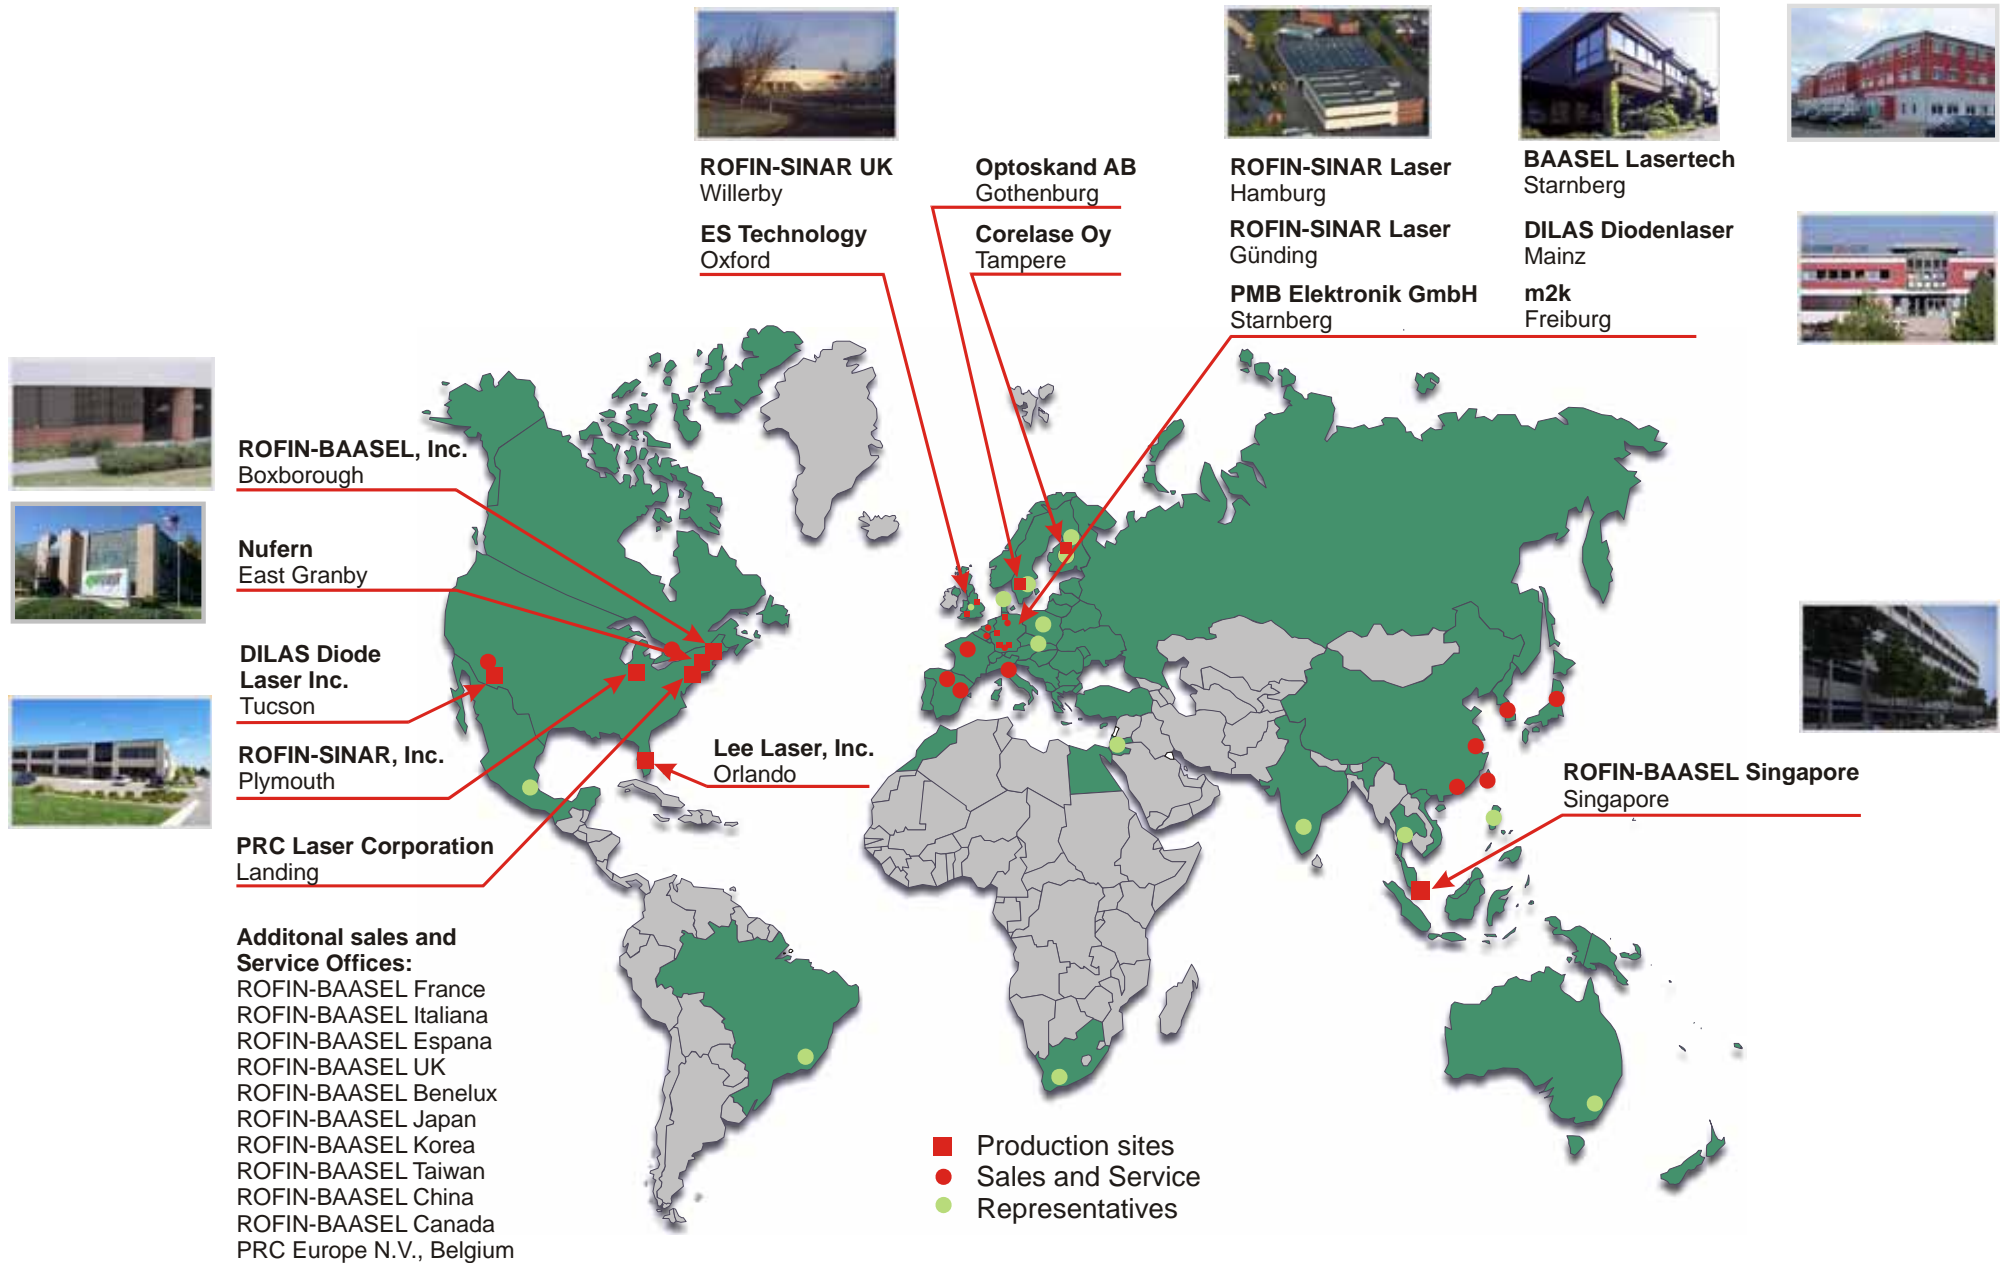 ROFIN-SINAR UK
Willerby
ES Technology
Oxford
Optoskand AB
Gothenburg
Corelase Oy
Tampere
ROFIN-SINAR Laser
Hamburg
ROFIN-SINAR Laser
Günding
PMB Elektronik GmbH
Starnberg
BAASEL Lasertech
Starnberg
DILAS Diodenlaser
Mainz
m2k
Freiburg
ROFIN-BAASEL, Inc.
Boxborough
Nufern
East Granby
DILAS Diode
Laser Inc.
Tucson
ROFIN-SINAR, Inc.
Plymouth
PRC Laser Corporation
Landing
Lee Laser, Inc.
Orlando
ROFIN-BAASEL Singapore
Singapore
Additonal sales and
Service Offices:
ROFIN-BAASEL France
ROFIN-BAASEL Italiana
ROFIN-BAASEL Espana
ROFIN-BAASEL UK
ROFIN-BAASEL Benelux
ROFIN-BAASEL Japan
ROFIN-BAASEL Korea
ROFIN-BAASEL Taiwan
ROFIN-BAASEL China
ROFIN-BAASEL Canada
PRC Europe N.V., Belgium
Production sites
Sales and Service
Representatives